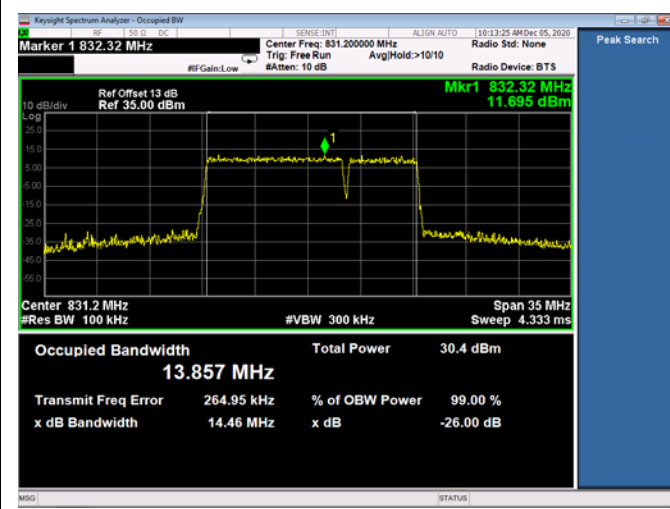 Keysight Spectrum Analyzer - Occupied BW
RF 50 Ω DC SENSE:INT ALIGN AUTO 10:13:25 AM Dec 05, 2020
Marker 1 832.32 MHz
Center Freq: 831.200000 MHz
Radio Std: None
Trig: Free Run Avg|Hold:>10/10
#IFGain:Low
#Atten: 10 dB
Radio Device: BTS
Peak Search
Mkr1 832.32 MHz
11.695 dBm
Ref Offset 13 dB
10 dB/div Ref 35.00 dBm
Log
25.0
15.0
5.00
-5.00
-15.0
-25.0
-35.0
-45.0
-55.0
1
Center 831.2 MHz Span 35 MHz
#Res BW 100 kHz #VBW 300 kHz Sweep 4.333 ms
Occupied Bandwidth Total Power 30.4 dBm
13.857 MHz
Transmit Freq Error 264.95 kHz % of OBW Power 99.00 %
x dB Bandwidth 14.46 MHz x dB -26.00 dB
MSG STATUS